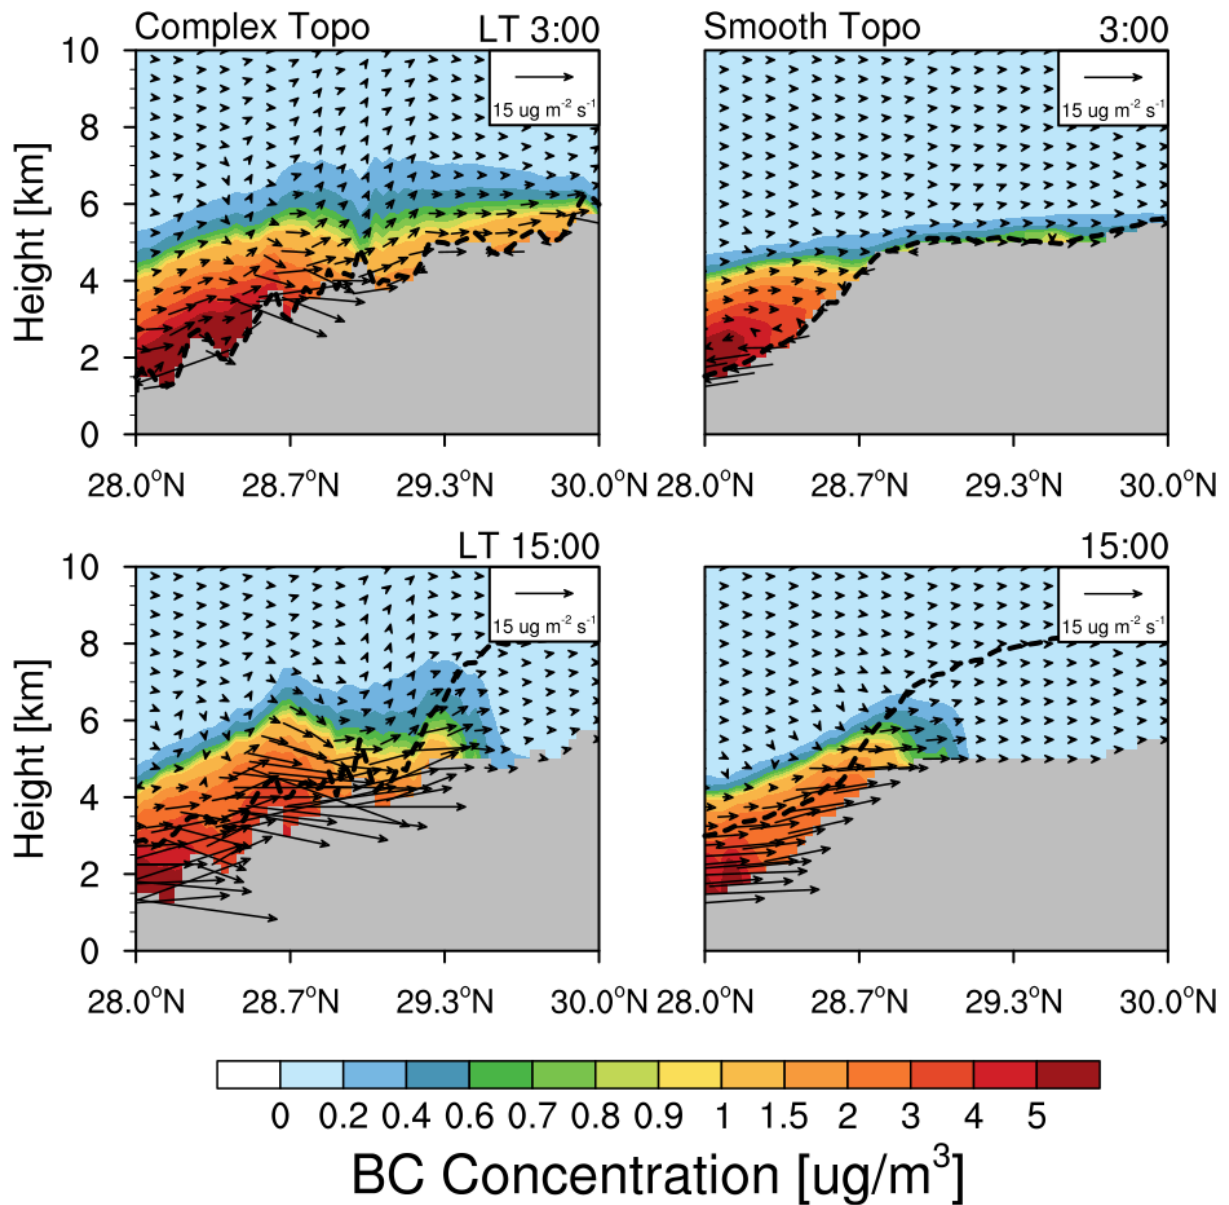 Complex Topo LT 3:00
Smooth Topo 3:00
Height [km]
10
8
6
4
2
0
15 ug m⁻² s⁻¹
15 ug m⁻² s⁻¹
28.0°N 28.7°N 29.3°N 30.0°N
28.0°N 28.7°N 29.3°N 30.0°N
LT 15:00
15:00
Height [km]
10
8
6
4
2
0
15 ug m⁻² s⁻¹
15 ug m⁻² s⁻¹
28.0°N 28.7°N 29.3°N 30.0°N
28.0°N 28.7°N 29.3°N 30.0°N
0 0.2 0.4 0.6 0.7 0.8 0.9 1 1.5 2 3 4 5
BC Concentration [ug/m³]